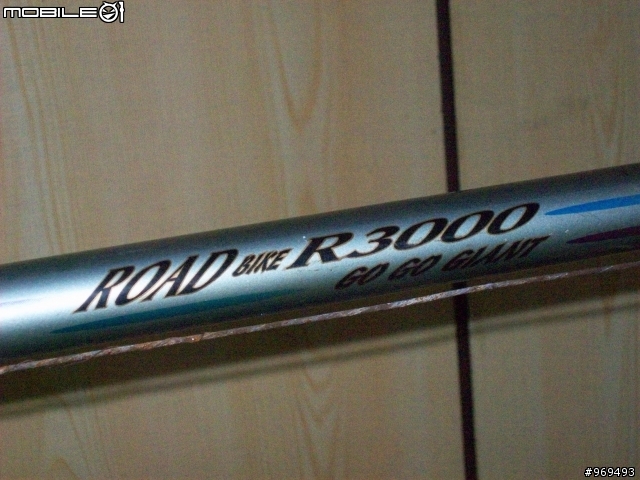 MOBILE01
ROAD BIKE R3000
GO GO GIANT
#969493